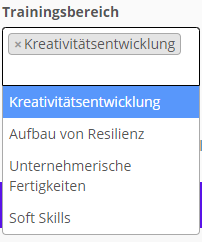 Trainingsbereich
×Kreativitätsentwicklung
Kreativitätsentwicklung
Aufbau von Resilienz
Unternehmerische
Fertigkeiten
Soft Skills